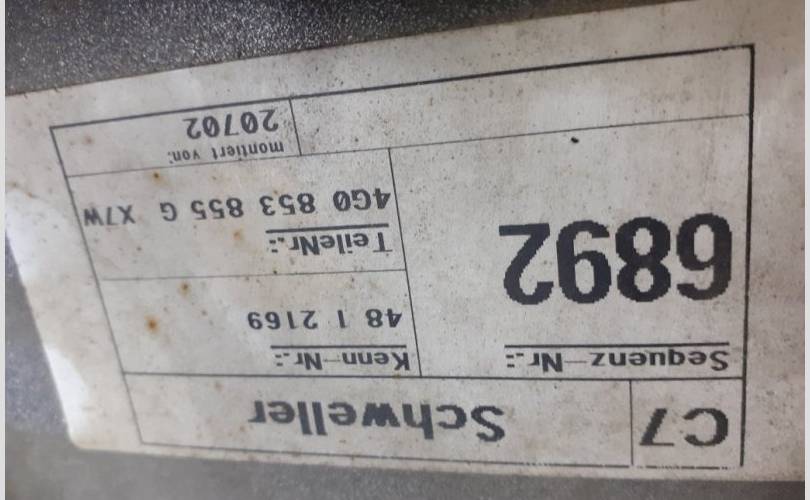 C7 Schweller
Sequenz-Nr.:
6892
Kenn-Nr.:
48 1 2169
TeileNr.:
4G0 853 855 G X7W
montiert von:
20702